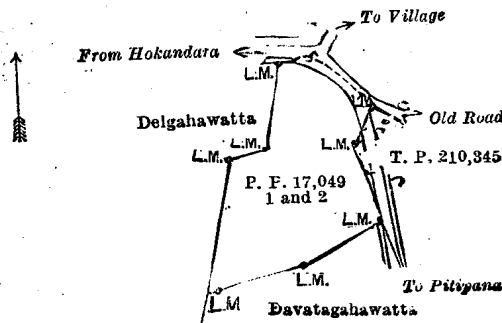 To Village
From Hokandara
L.M.
L.M.
Old Road
Delgahawatta
L.M.
L.M.
L.M.
T. P. 210,345
P. P. 17,049
1 and 2
L.M.
L.M.
L.M
To Pitipana
Davatagahawatta